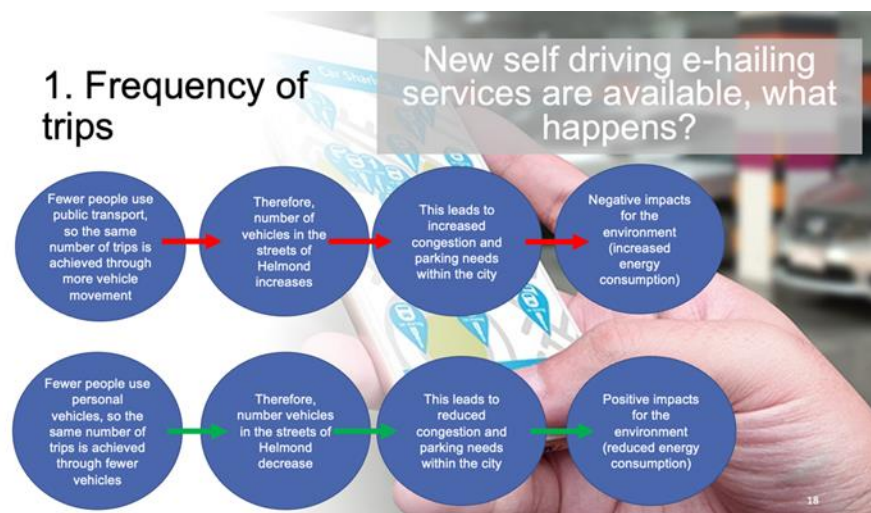 1. Frequency of
trips
New self driving e-hailing
services are available, what
happens?
Fewer people use
public transport,
so the same
number of trips is
achieved through
more vehicle
movement
Therefore,
number of
vehicles in the
streets of
Helmond
increases
This leads to
increased
congestion and
parking needs
within the city
Negative impacts
for the
environment
(increased
energy
consumption)
Fewer people use
personal
vehicles, so the
same number of
trips is achieved
through fewer
vehicles
Therefore,
number vehicles
in the streets of
Helmond
decrease
This leads to
reduced
congestion and
parking needs
within the city
Positive impacts
for the
environment
(reduced energy
consumption)
18